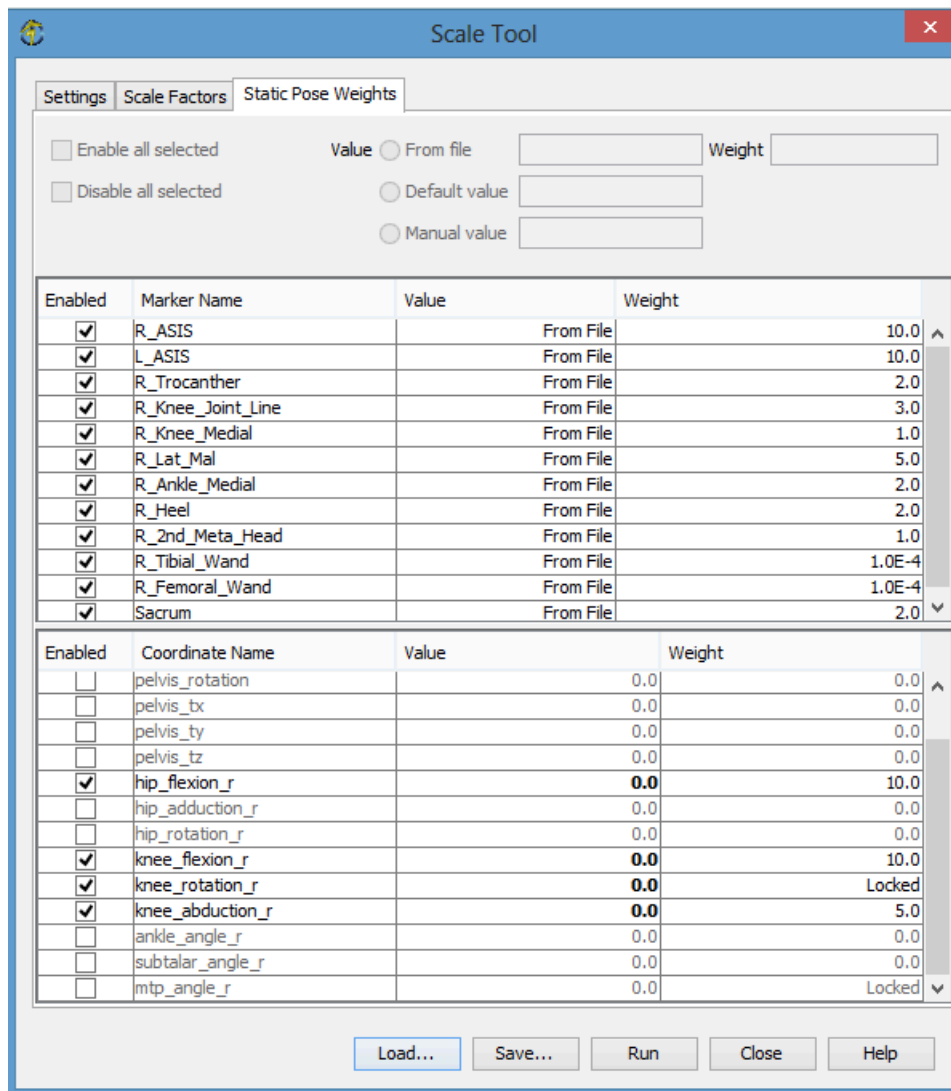 Scale Tool
Settings Scale Factors Static Pose Weights
Enable all selected Value From file Weight
Disable all selected Default value
Manual value
Enabled Marker Name Value Weight
R_ASIS From File 10.0
L_ASIS From File 10.0
R_Trocanther From File 2.0
R_Knee_Joint_Line From File 3.0
R_Knee_Medial From File 1.0
R_Lat_Mal From File 5.0
R_Ankle_Medial From File 2.0
R_Heel From File 2.0
R_2nd_Meta_Head From File 1.0
R_Tibial_Wand From File 1.0E-4
R_Femoral_Wand From File 1.0E-4
Sacrum From File 2.0
Enabled Coordinate Name Value Weight
pelvis_rotation 0.0 0.0
pelvis_tx 0.0 0.0
pelvis_ty 0.0 0.0
pelvis_tz 0.0 0.0
hip_flexion_r 0.0 10.0
hip_adduction_r 0.0 0.0
hip_rotation_r 0.0 0.0
knee_flexion_r 0.0 10.0
knee_rotation_r 0.0 Locked
knee_abduction_r 0.0 5.0
ankle_angle_r 0.0 0.0
subtalar_angle_r 0.0 0.0
mtp_angle_r 0.0 Locked
Load... Save... Run Close Help